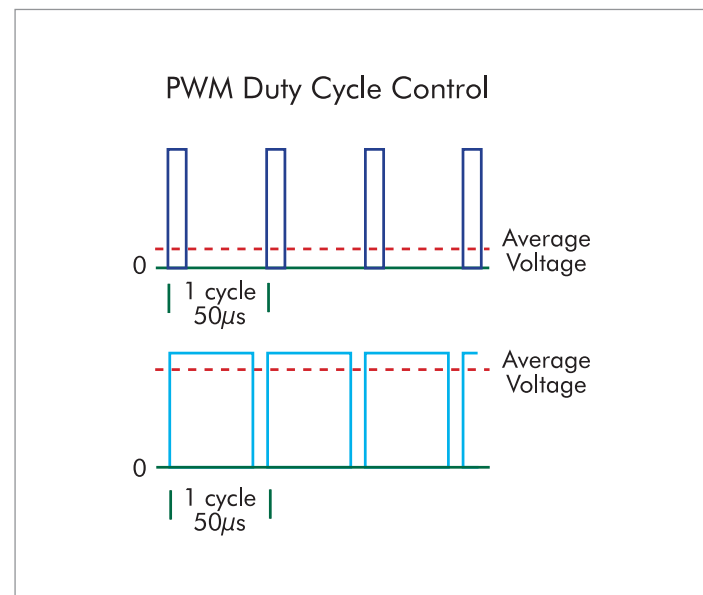 PWM Duty Cycle Control
Average
Voltage
0
1 cycle
50µs
Average
Voltage
0
1 cycle
50µs